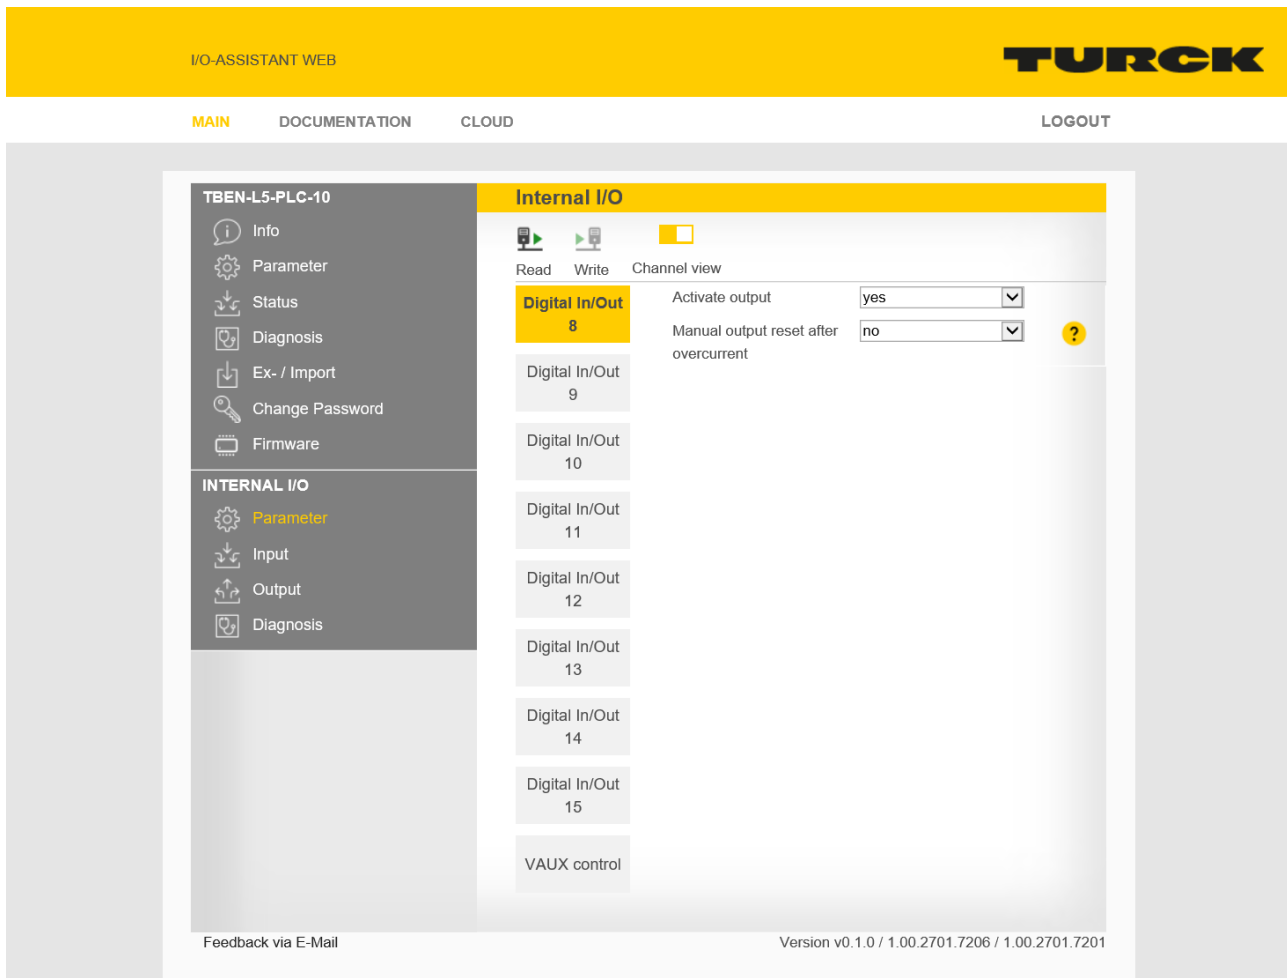 I/O-ASSISTANT WEB
TURCK
MAIN DOCUMENTATION CLOUD LOGOUT
TBEN-L5-PLC-10
Info
Parameter
Status
Diagnosis
Ex- / Import
Change Password
Firmware
INTERNAL I/O
Parameter
Input
Output
Diagnosis
Internal I/O
Read Write Channel view
Digital In/Out
8
Digital In/Out
9
Digital In/Out
10
Digital In/Out
11
Digital In/Out
12
Digital In/Out
13
Digital In/Out
14
Digital In/Out
15
VAUX control
Activate output yes
Manual output reset after no
overcurrent
?
Feedback via E-Mail
Version v0.1.0 / 1.00.2701.7206 / 1.00.2701.7201